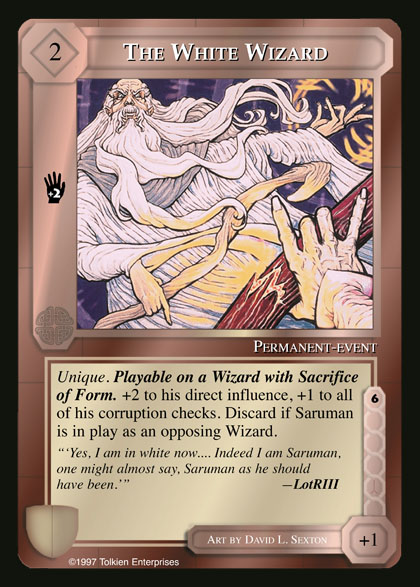 2
THE WHITE WIZARD
2
PERMANENT-EVENT
Unique. Playable on a Wizard with Sacrifice
of Form. +2 to his direct influence, +1 to all
of his corruption checks. Discard if Saruman
is in play as an opposing Wizard.
“‘Yes, I am in white now.... Indeed I am Saruman,
one might almost say, Saruman as he should
have been.’” —LotRIII
6
ART BY DAVID L. SEXTON
+1
©1997 Tolkien Enterprises